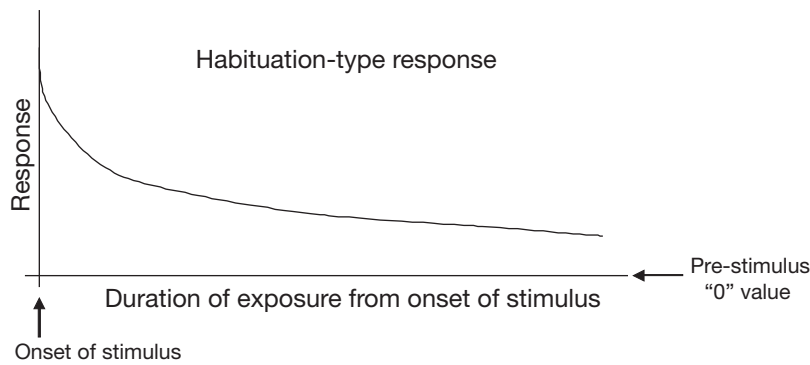 Habituation-type response
Response
Pre-stimulus
“0” value
Duration of exposure from onset of stimulus
Onset of stimulus